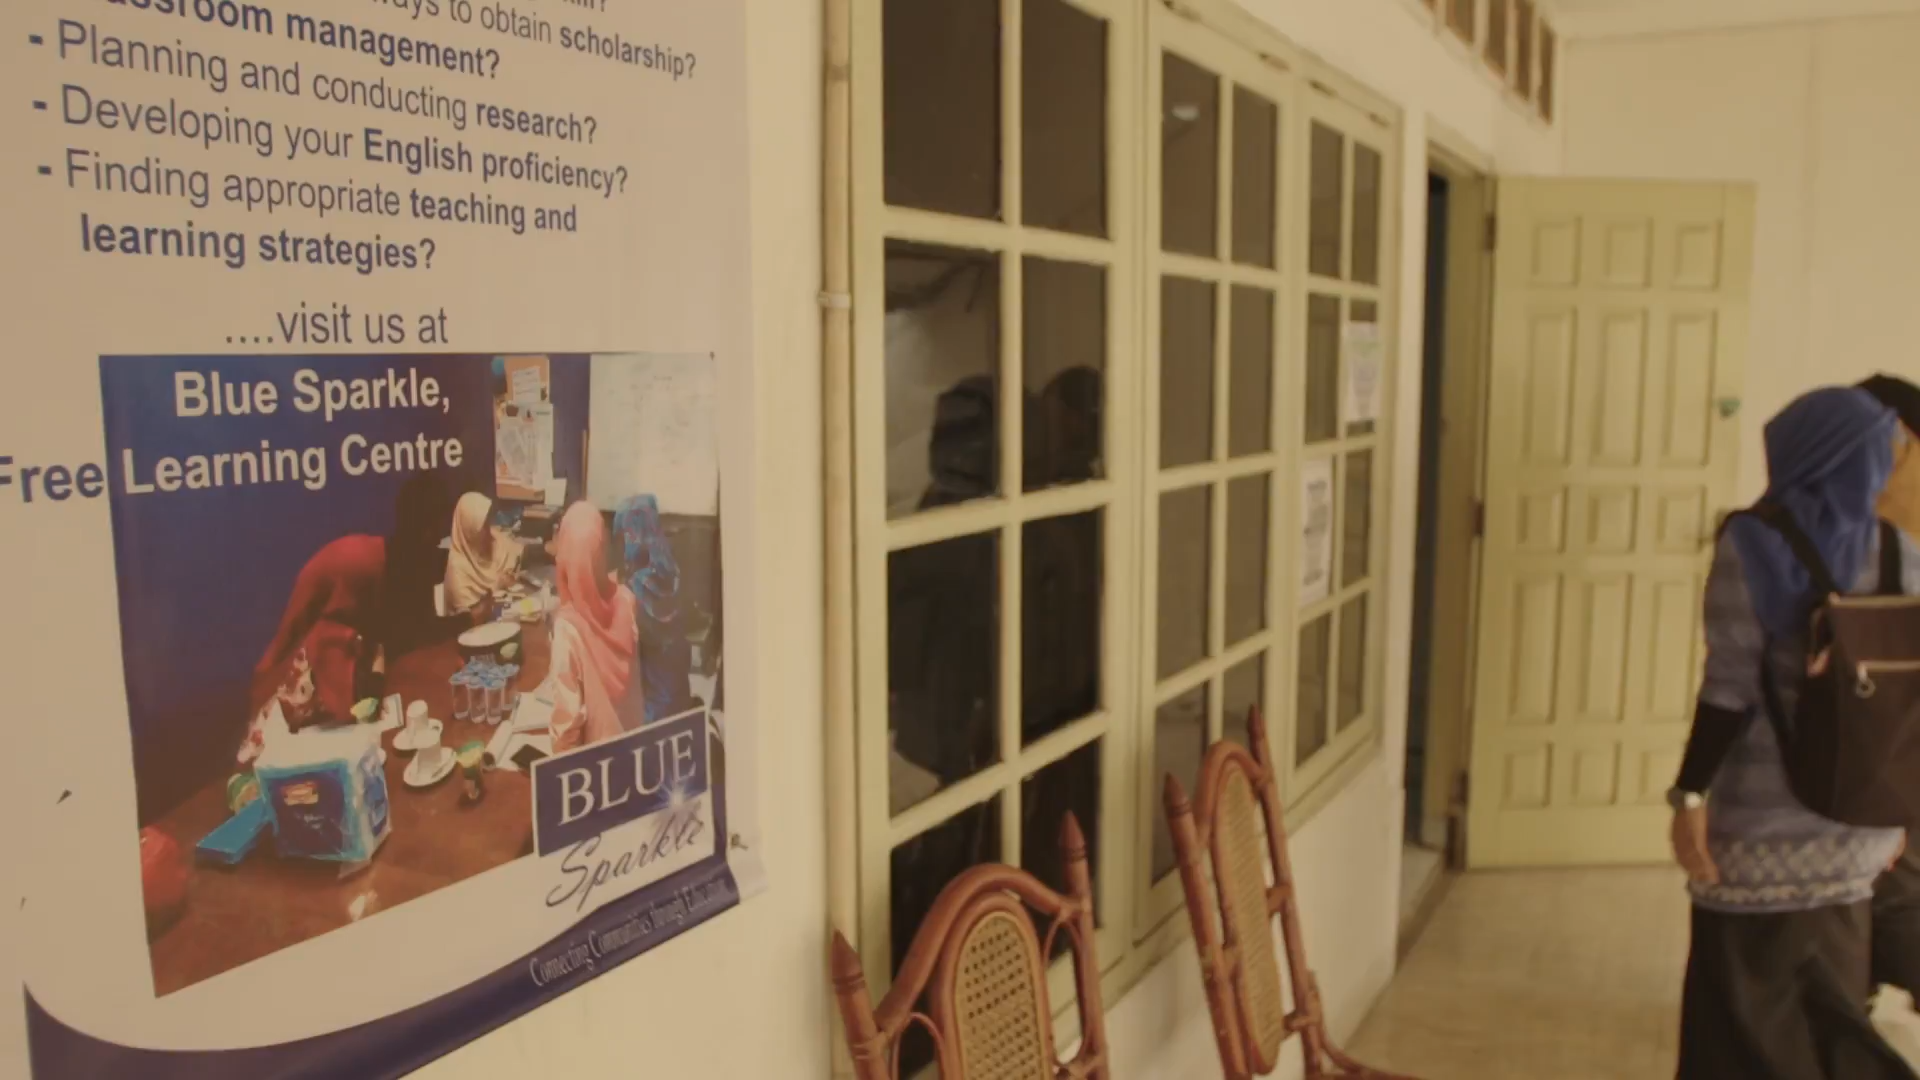 ways to obtain scholarship?
management?
- Planning and conducting research?
- Developing your English proficiency?
- Finding appropriate teaching and
learning strategies?
....visit us at
Blue Sparkle,
Free Learning Centre
BLUE
Sparkle
Connecting Communities through Education